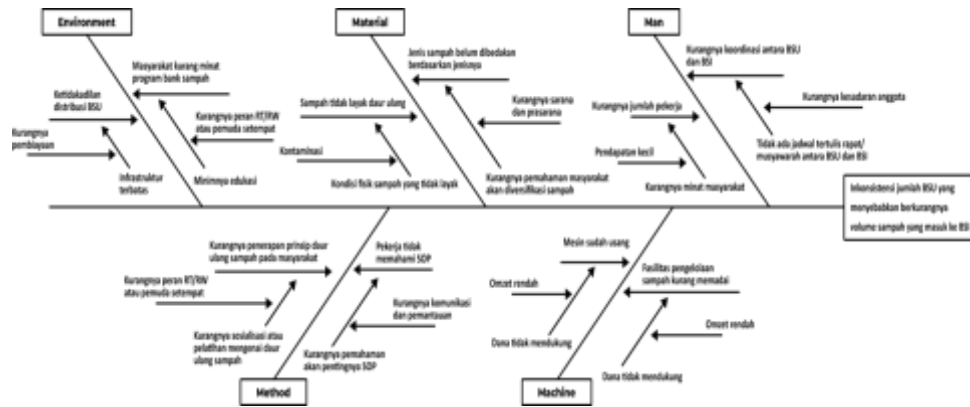 Environment
Material
Man
Masyarakat kurang minat
program bank sampah
Ketidakadilan
distribusi BSU
Kurangnya
pembiayaan
Kurangnya peran RT/RW
atau pemuda setempat
Infrastruktur
terbatas
Minimnya edukasi
Jenis sampah belum dibedakan
berdasarkan jenisnya
Sampah tidak layak daur ulang
Kurangnya sarana
dan prasarana
Kontaminasi
Kondisi fisik sampah yang tidak layak
Kurangnya pemahaman masyarakat
akan diversifikasi sampah
Kurangnya koordinasi antara BSU
dan BSI
Kurangnya jumlah pekerja
Kurangnya kesadaran anggota
Pendapatan kecil
Tidak ada jadwal tertulis rapat/
musyawarah antara BSU dan BSI
Kurangnya minat masyarakat
Inkonsistensi jumlah BSU yang
menyebabkan berkurangnya
volume sampah yang masuk ke BSI
Kurangnya penerapan prinsip daur
ulang sampah pada masyarakat
Kurangnya peran RT/RW
atau pemuda setempat
Kurangnya sosialisasi atau
pelatihan mengenai daur
ulang sampah
Pekerja tidak
memahami SOP
Kurangnya komunikasi
dan pemantauan
Kurangnya pemahaman
akan pentingnya SOP
Mesin sudah usang
Omzet rendah
Dana tidak mendukung
Fasilitas pengelolaan
sampah kurang memadai
Omzet rendah
Dana tidak mendukung
Method
Machine